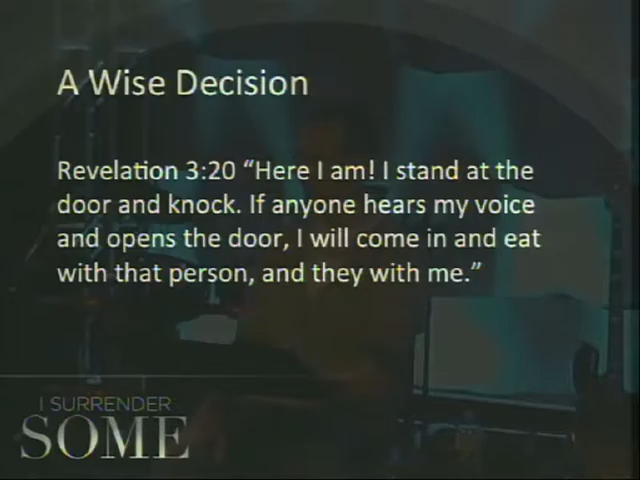 A Wise Decision
Revelation 3:20 “Here I am! I stand at the
door and knock. If anyone hears my voice
and opens the door, I will come in and eat
with that person, and they with me.”
I SURRENDER
SOME